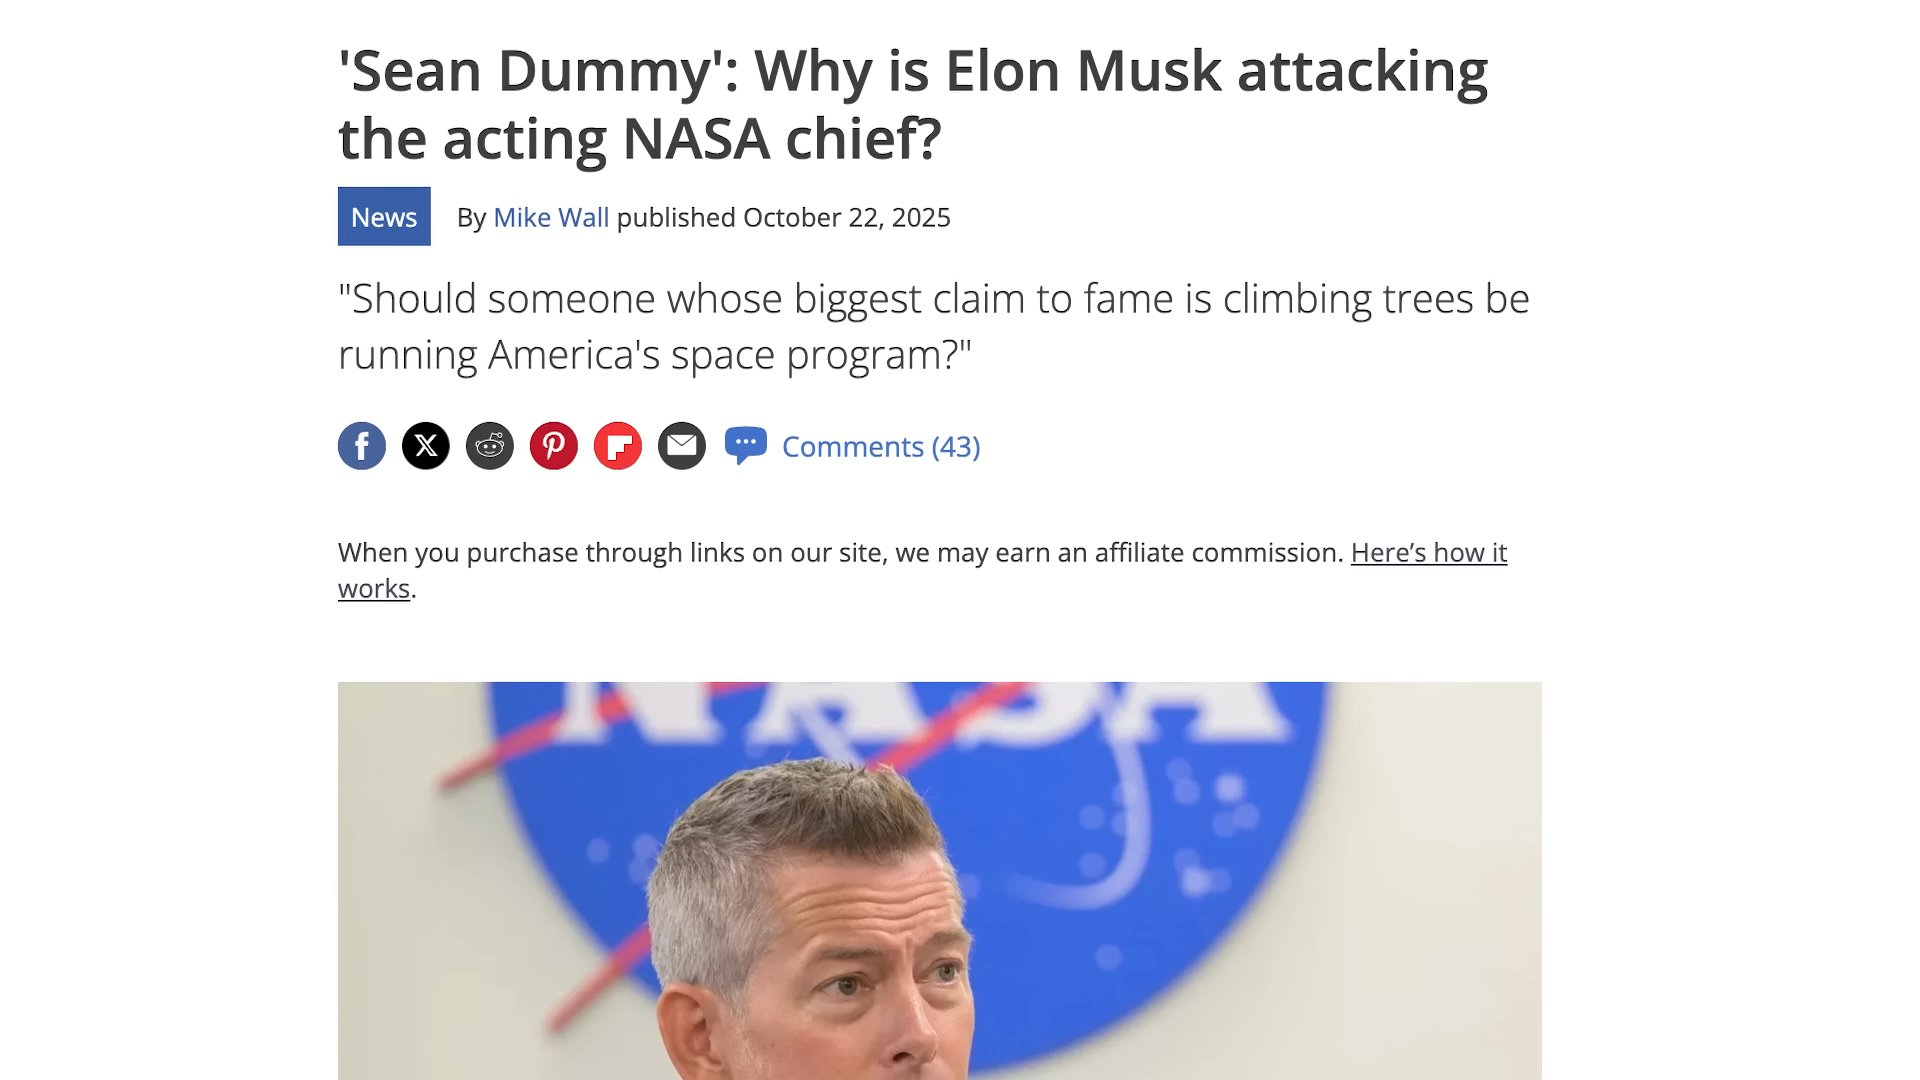 'Sean Dummy': Why is Elon Musk attacking
the acting NASA chief?
News
By Mike Wall published October 22, 2025
"Should someone whose biggest claim to fame is climbing trees be
running America's space program?"
Comments (43)
When you purchase through links on our site, we may earn an affiliate commission. Here’s how it
works.
NASA